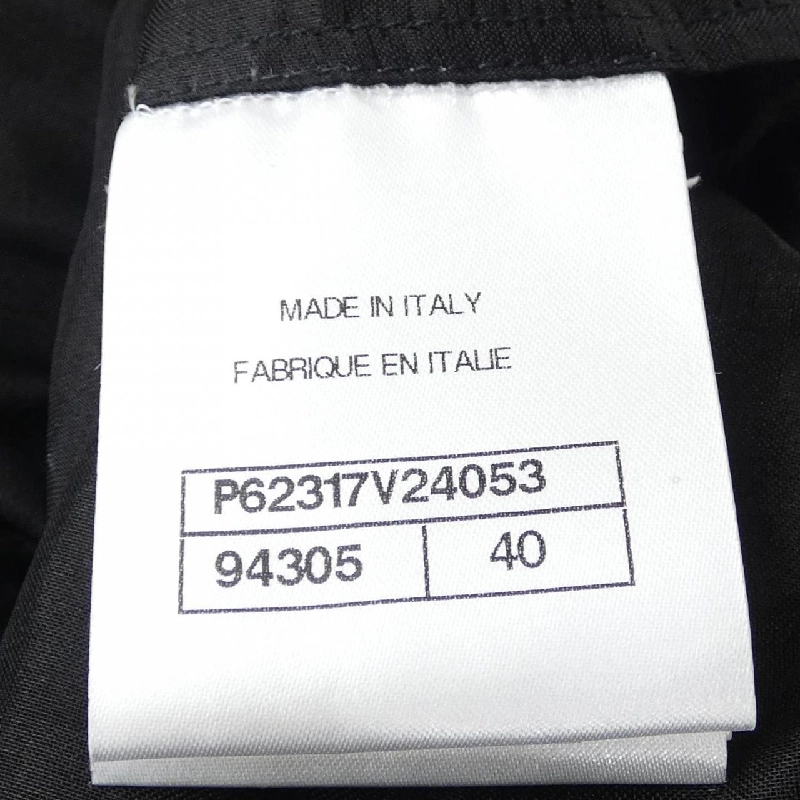 MADE IN ITALY
FABRIQUE EN ITALIE
P62317V24053
94305 40